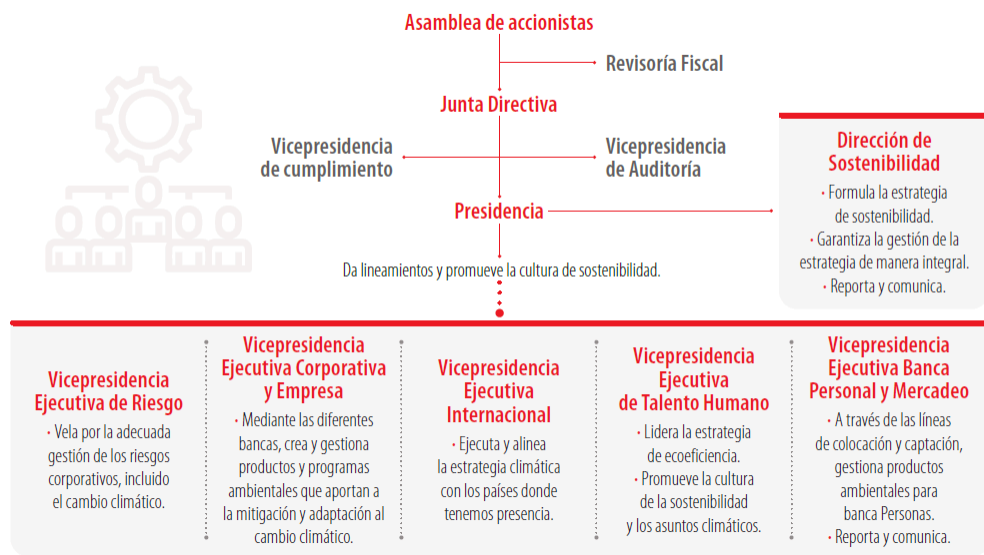 Asamblea de accionistas
Revisoría Fiscal
Junta Directiva
Vicepresidencia
de cumplimiento
Vicepresidencia
de Auditoría
Presidencia
Dirección de
Sostenibilidad
• Formula la estrategia
de sostenibilidad.
• Garantiza la gestión de la
estrategia de manera integral.
• Reporta y comunica.
Da lineamientos y promueve la cultura de sostenibilidad.
Vicepresidencia
Ejecutiva de Riesgo
• Vela por la adecuada
gestión de los riesgos
corporativos, incluido
el cambio climático.
Vicepresidencia
Ejecutiva Corporativa
y Empresa
• Mediante las diferentes
bancas, crea y gestiona
productos y programas
ambientales que aportan a
la mitigación y adaptación al
cambio climático.
Vicepresidencia
Ejecutiva
Internacional
• Ejecuta y alinea
la estrategia climática
con los países donde
tenemos presencia.
Vicepresidencia
Ejecutiva
de Talento Humano
• Lidera la estrategia
de ecoeficiencia.
• Promueve la cultura
de la sostenibilidad
y los asuntos climáticos.
Vicepresidencia
Ejecutiva Banca
Personal y Mercadeo
• A través de las líneas
de colocación y captación,
gestiona productos
ambientales para
banca Personas.
• Reporta y comunica.